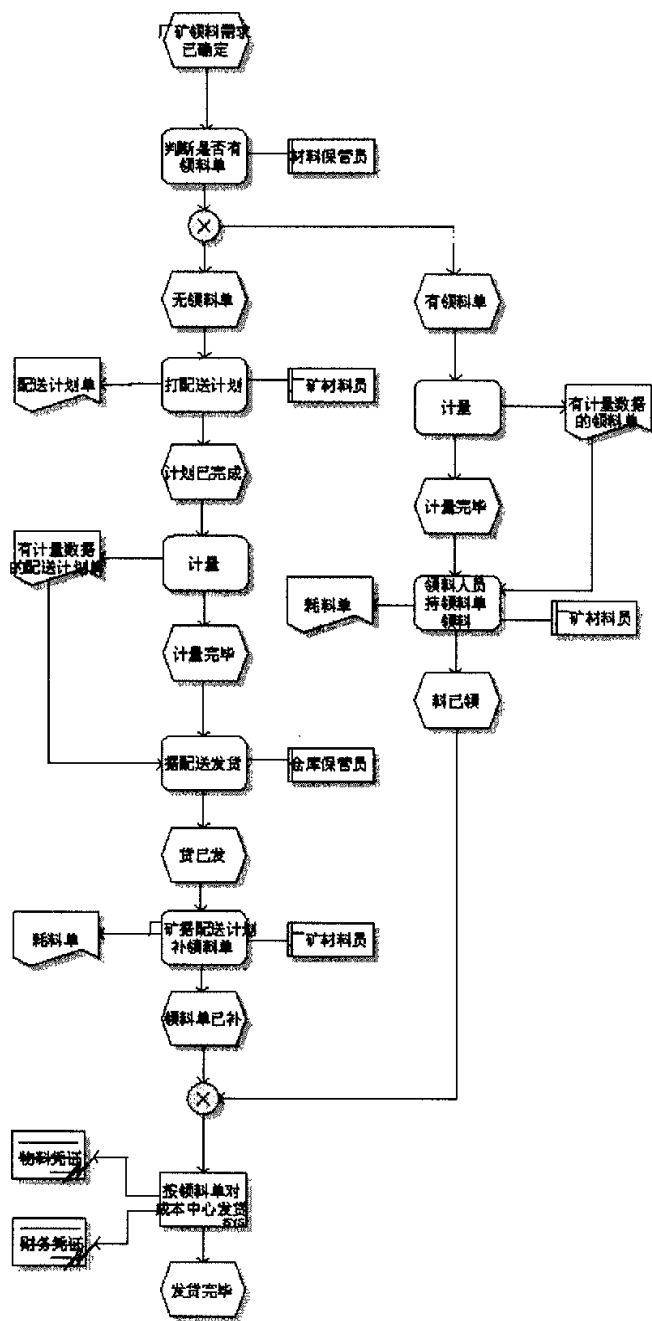 厂矿领料需求
已确定
判断是否有
领料单
材料保管员
无领料单
有领料单
配送计划单
打配送计划
厂矿材料员
计量
有计量数据
的领料单
计划已完成
计量完毕
有计量数据
的配送计划单
计量
耗料单
领料人员
持领料单
领料
厂矿材料员
计量完毕
料已领
据配送发货
仓库保管员
货已发
耗料单
厂矿据配送计划
补领料单
厂矿材料员
领料单已补
物料凭证
按领料单对
成本中心发货
财务凭证
发货完毕